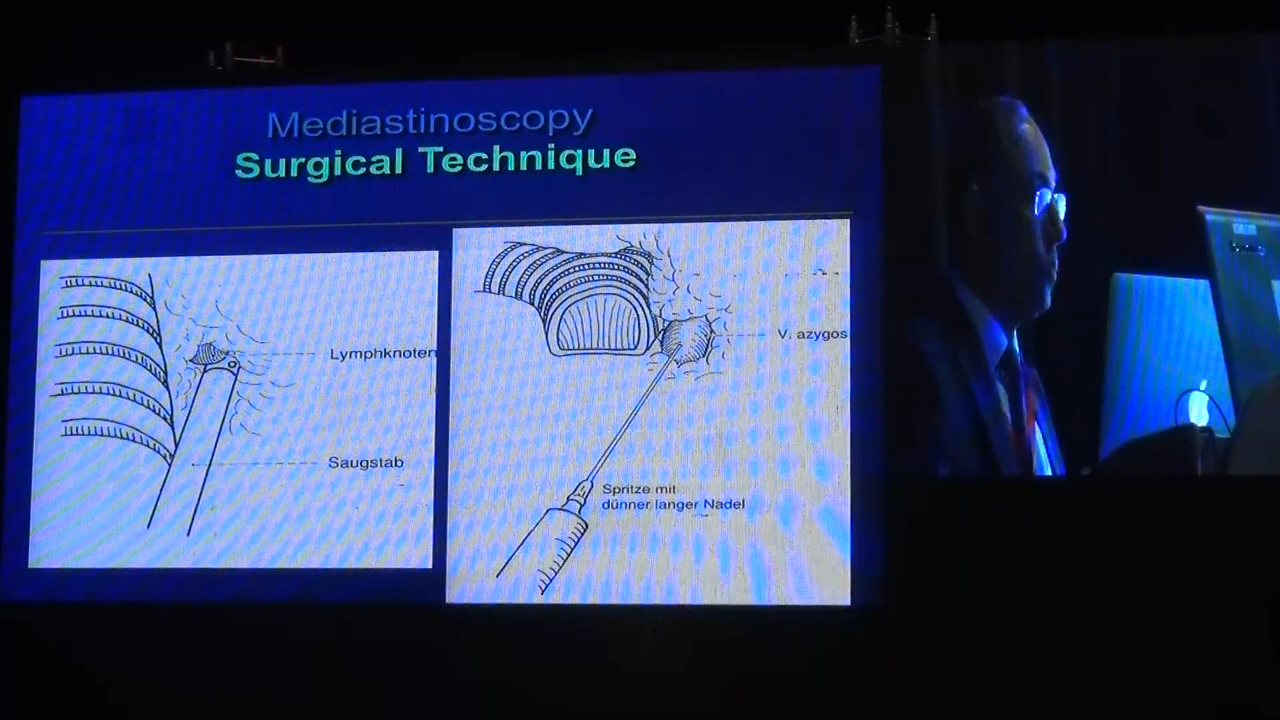 Mediastinoscopy
Surgical Technique
Lymphknoten
Saugstab
V. azygos
Spritze mit
dünner langer Nadel